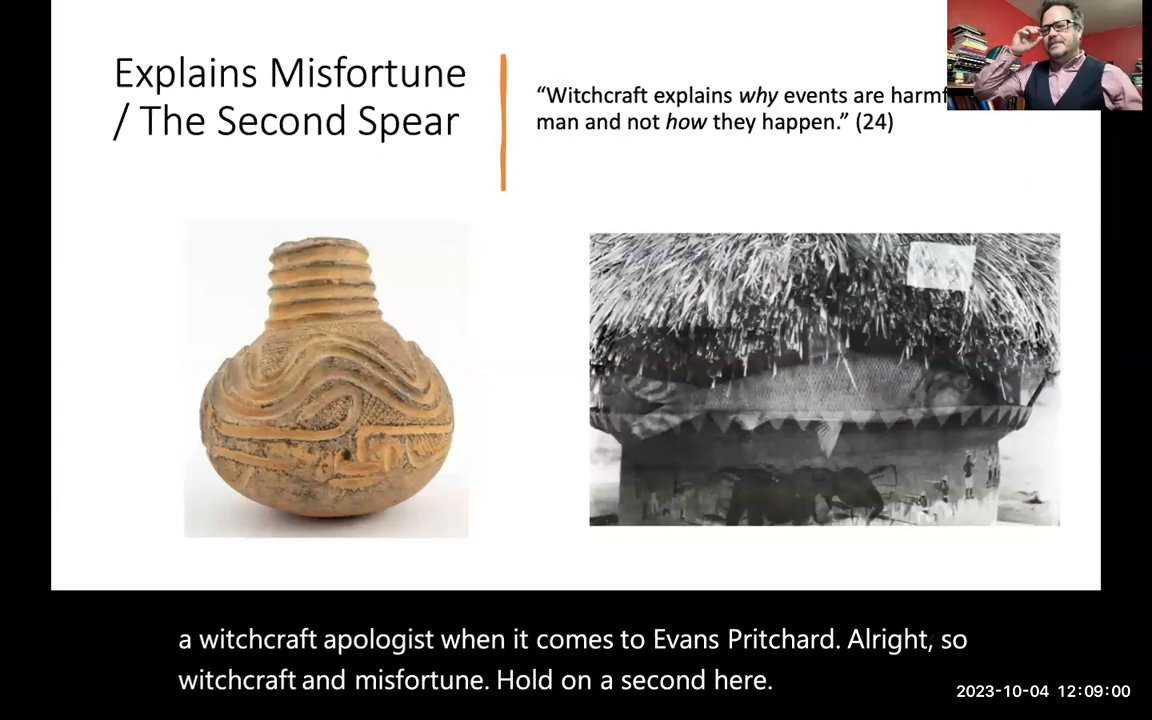 Explains Misfortune
/ The Second Spear
“Witchcraft explains why events are
man and not how they happen.” (24)
a witchcraft apologist when it comes to Evans Pritchard. Alright, so
witchcraft and misfortune. Hold on a second here.
2023-10-04 12:09:00